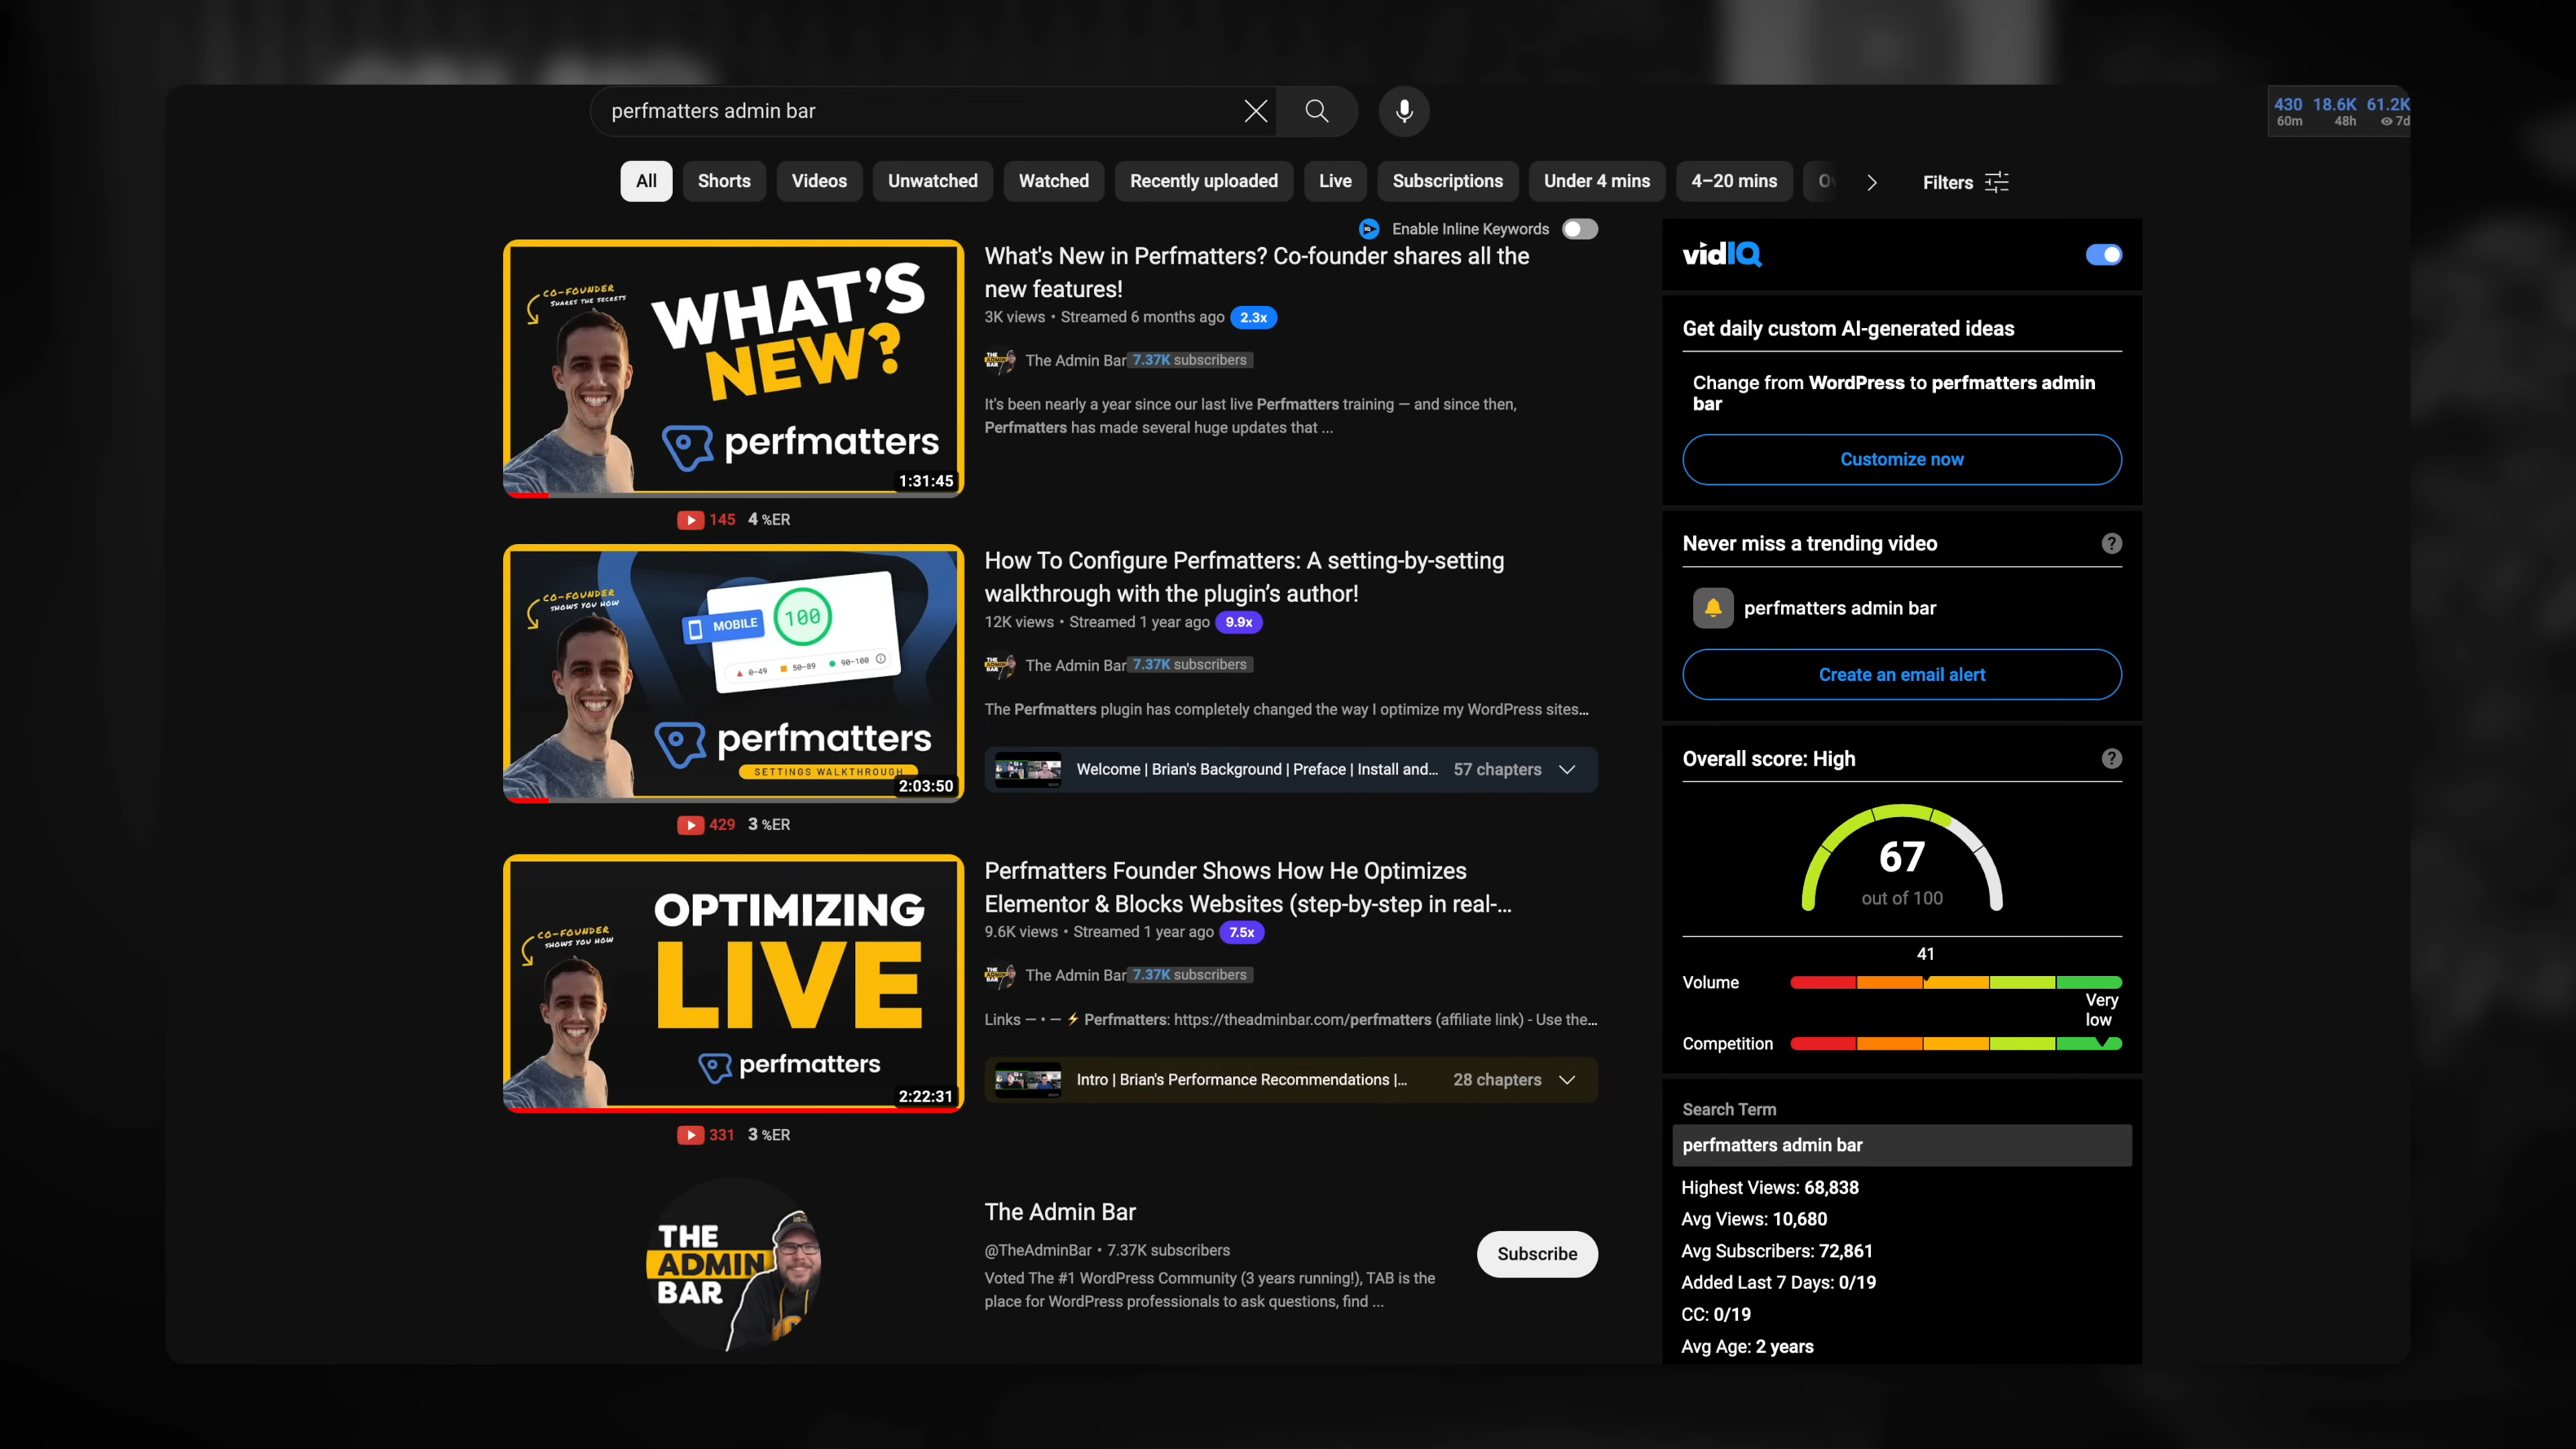 perfmatters admin bar
430 18.6K 61.2K
60m 48h 7d
All
Shorts
Videos
Unwatched
Watched
Recently uploaded
Live
Subscriptions
Under 4 mins
4–20 mins
Filters
Enable Inline Keywords
CO-FOUNDER
SHARES THE SECRETS
WHAT'S
NEW?
perfmatters
1:31:45
145 4 %ER
What's New in Perfmatters? Co-founder shares all the
new features!
3K views • Streamed 6 months ago 2.3x
THE ADMIN BAR
The Admin Bar 7.37K subscribers
It's been nearly a year since our last live Perfmatters training — and since then,
Perfmatters has made several huge updates that ...
CO-FOUNDER
SHOWS YOU HOW
MOBILE
100
0–49 50–89 90–100
perfmatters
SETTINGS WALKTHROUGH
2:03:50
429 3 %ER
How To Configure Perfmatters: A setting-by-setting
walkthrough with the plugin's author!
12K views • Streamed 1 year ago 9.9x
THE ADMIN BAR
The Admin Bar 7.37K subscribers
The Perfmatters plugin has completely changed the way I optimize my WordPress sites...
Welcome | Brian's Background | Preface | Install and... 57 chapters
CO-FOUNDER
SHOWS YOU HOW
OPTIMIZING
LIVE
perfmatters
2:22:31
331 3 %ER
Perfmatters Founder Shows How He Optimizes
Elementor & Blocks Websites (step-by-step in real-...
9.6K views • Streamed 1 year ago 7.5x
THE ADMIN BAR
The Admin Bar 7.37K subscribers
Links — • — ⚡ Perfmatters: https://theadminbar.com/perfmatters (affiliate link) - Use the...
Intro | Brian's Performance Recommendations |... 28 chapters
THE
ADMIN
BAR
The Admin Bar
@TheAdminBar • 7.37K subscribers
Voted The #1 WordPress Community (3 years running!), TAB is the
place for WordPress professionals to ask questions, find ...
Subscribe
vidIQ
Get daily custom AI-generated ideas
Change from WordPress to perfmatters admin
bar
Customize now
Never miss a trending video
?
perfmatters admin bar
Create an email alert
Overall score: High
?
67
out of 100
41
Volume
Very
low
Competition
Search Term
perfmatters admin bar
Highest Views: 68,838
Avg Views: 10,680
Avg Subscribers: 72,861
Added Last 7 Days: 0/19
CC: 0/19
Avg Age: 2 years